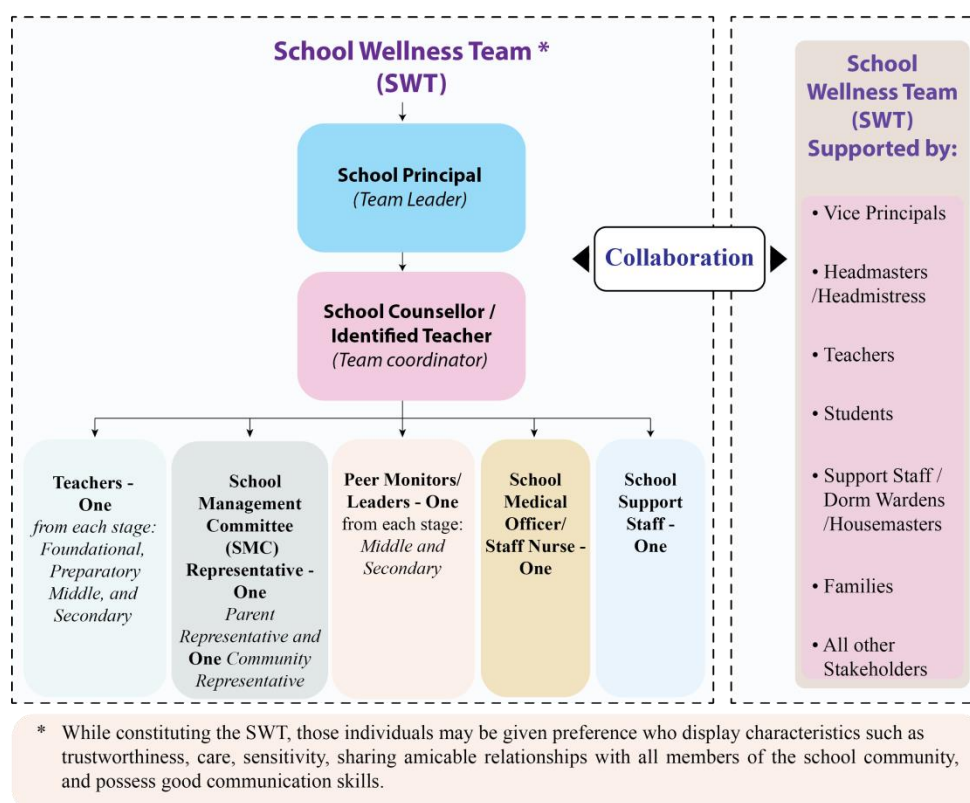 School Wellness Team *
(SWT)
School Principal
(Team Leader)
School Counsellor /
Identified Teacher
(Team coordinator)
Teachers -
One
from each stage:
Foundational,
Preparatory
Middle, and
Secondary
School
Management
Committee
(SMC)
Representative -
One
Parent
Representative and
One Community
Representative
Peer Monitors/
Leaders - One
from each stage:
Middle and
Secondary
School
Medical
Officer/
Staff Nurse -
One
School
Support
Staff -
One
Collaboration
School
Wellness Team
(SWT)
Supported by:
• Vice Principals
• Headmasters
/Headmistress
• Teachers
• Students
• Support Staff /
Dorm Wardens
/Housemasters
• Families
• All other
Stakeholders
* While constituting the SWT, those individuals may be given preference who display characteristics such as
trustworthiness, care, sensitivity, sharing amicable relationships with all members of the school community,
and possess good communication skills.